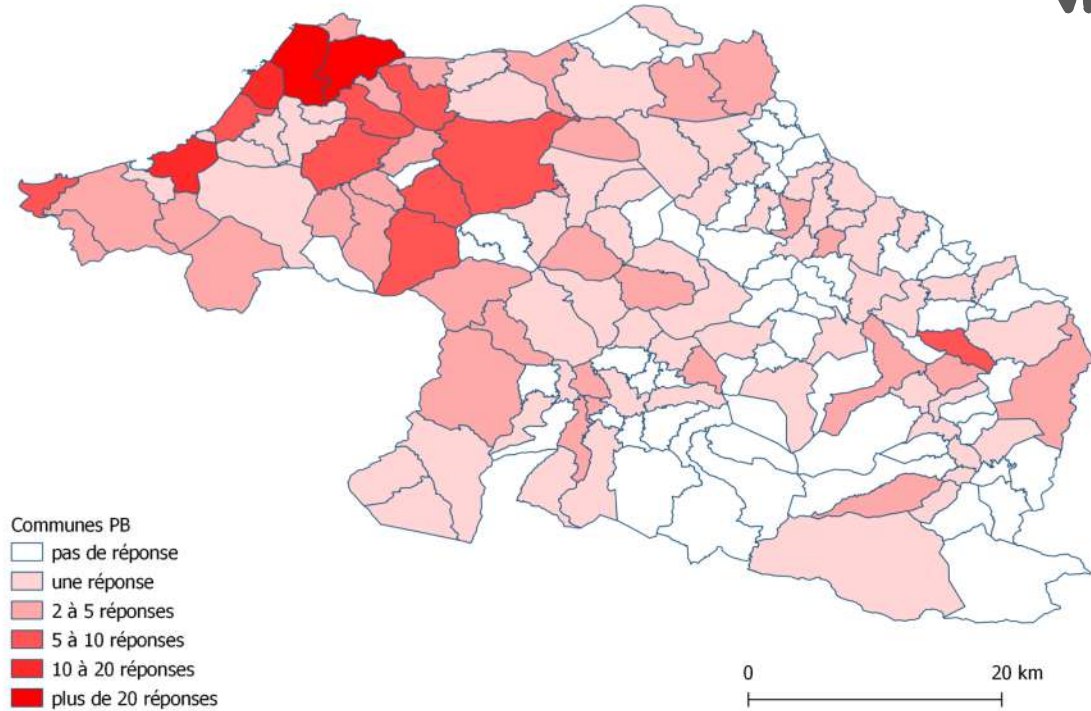 Communes PB
pas de réponse
une réponse
2 à 5 réponses
5 à 10 réponses
10 à 20 réponses
plus de 20 réponses
0 20 km